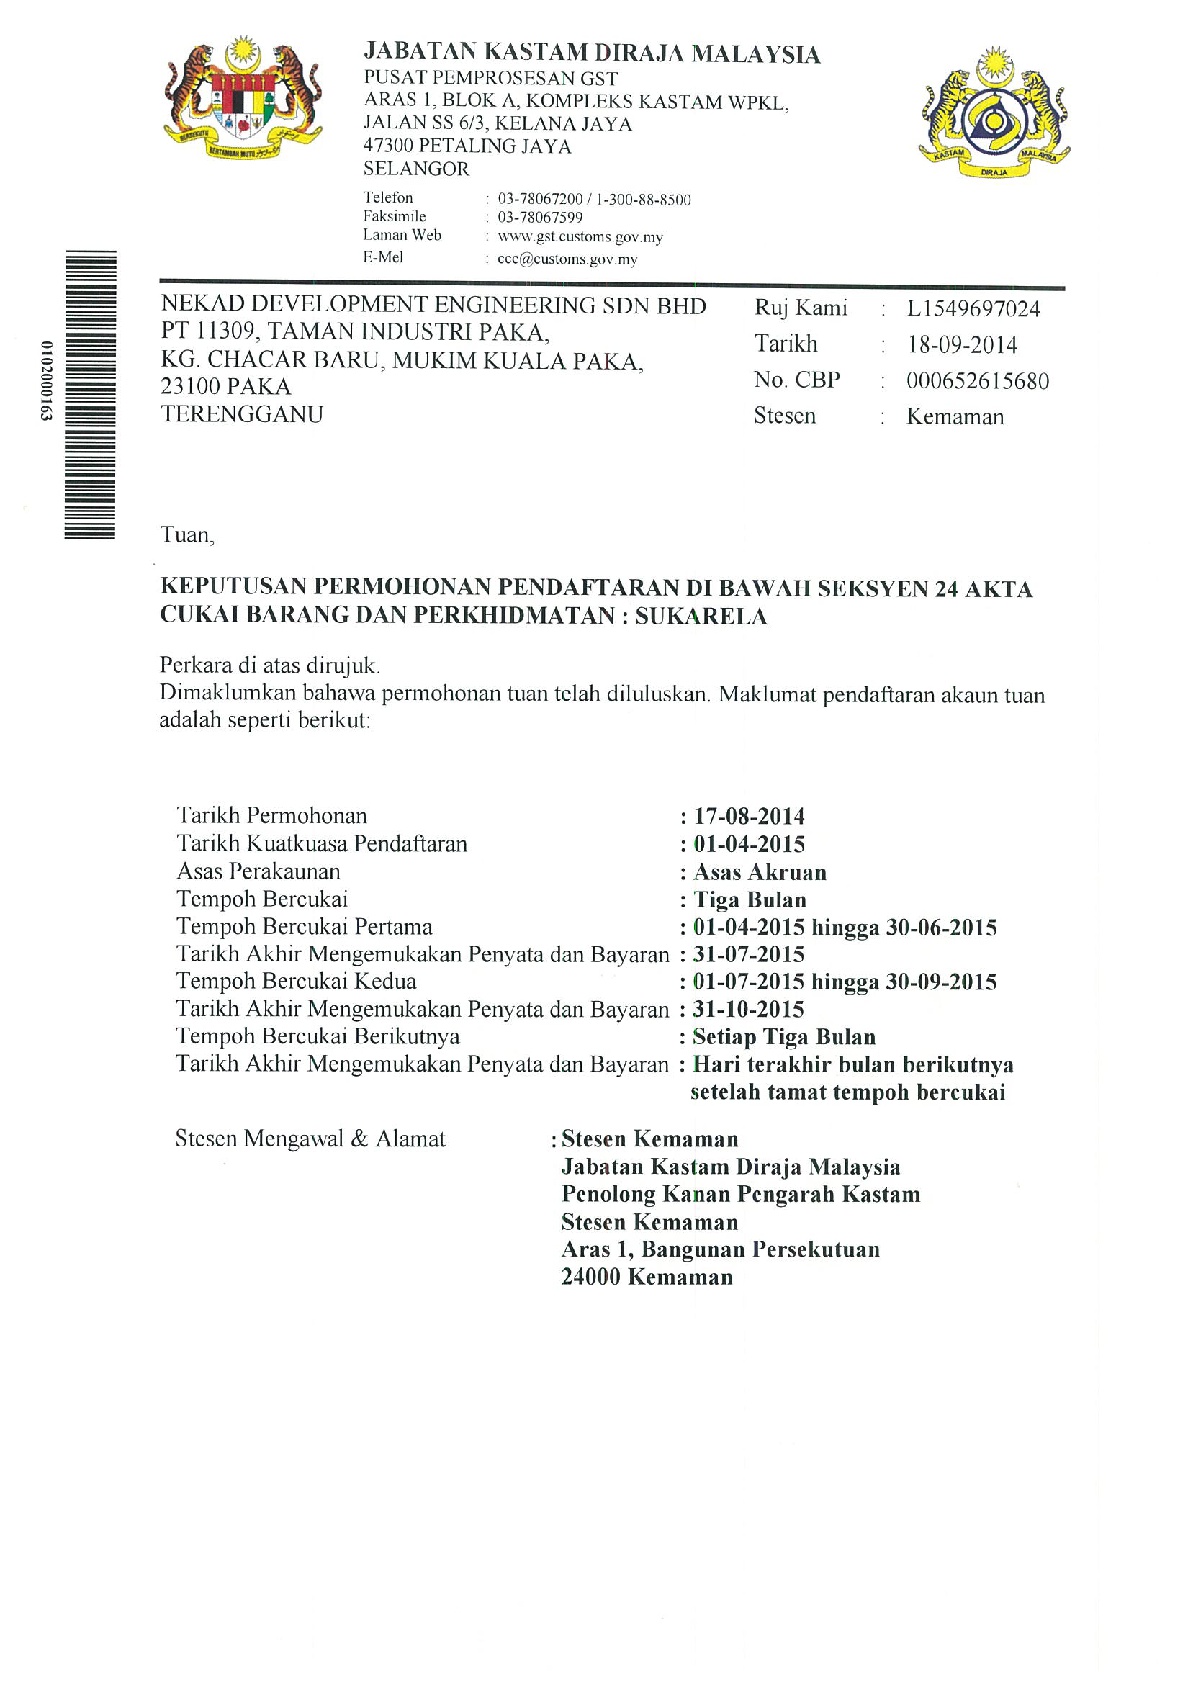 JABATAN KASTAM DIRAJA MALAYSIA
PUSAT PEMPROSESAN GST
ARAS 1, BLOK A, KOMPLEKS KASTAM WPKL,
JALAN SS 6/3, KELANA JAYA
47300 PETALING JAYA
SELANGOR
Telefon : 03-78067200 / 1-300-88-8500
Faksimile : 03-78067599
Laman Web : www.gst.customs.gov.my
E-Mel : ccc@customs.gov.my
KASTAM DIRAJA MALAYSIA
0102000163
NEKAD DEVELOPMENT ENGINEERING SDN BHD
PT 11309, TAMAN INDUSTRI PAKA,
KG. CHACAR BARU, MUKIM KUALA PAKA,
23100 PAKA
TERENGGANU
Ruj Kami : L1549697024
Tarikh : 18-09-2014
No. CBP : 000652615680
Stesen : Kemaman
Tuan,
KEPUTUSAN PERMOHONAN PENDAFTARAN DI BAWAH SEKSYEN 24 AKTA
CUKAI BARANG DAN PERKHIDMATAN : SUKARELA
Perkara di atas dirujuk.
Dimaklumkan bahawa permohonan tuan telah diluluskan. Maklumat pendaftaran akaun tuan
adalah seperti berikut:
Tarikh Permohonan : 17-08-2014
Tarikh Kuatkuasa Pendaftaran : 01-04-2015
Asas Perakaunan : Asas Akruan
Tempoh Bercukai : Tiga Bulan
Tempoh Bercukai Pertama : 01-04-2015 hingga 30-06-2015
Tarikh Akhir Mengemukakan Penyata dan Bayaran : 31-07-2015
Tempoh Bercukai Kedua : 01-07-2015 hingga 30-09-2015
Tarikh Akhir Mengemukakan Penyata dan Bayaran : 31-10-2015
Tempoh Bercukai Berikutnya : Setiap Tiga Bulan
Tarikh Akhir Mengemukakan Penyata dan Bayaran : Hari terakhir bulan berikutnya
setelah tamat tempoh bercukai
Stesen Mengawal & Alamat : Stesen Kemaman
Jabatan Kastam Diraja Malaysia
Penolong Kanan Pengarah Kastam
Stesen Kemaman
Aras 1, Bangunan Persekutuan
24000 Kemaman